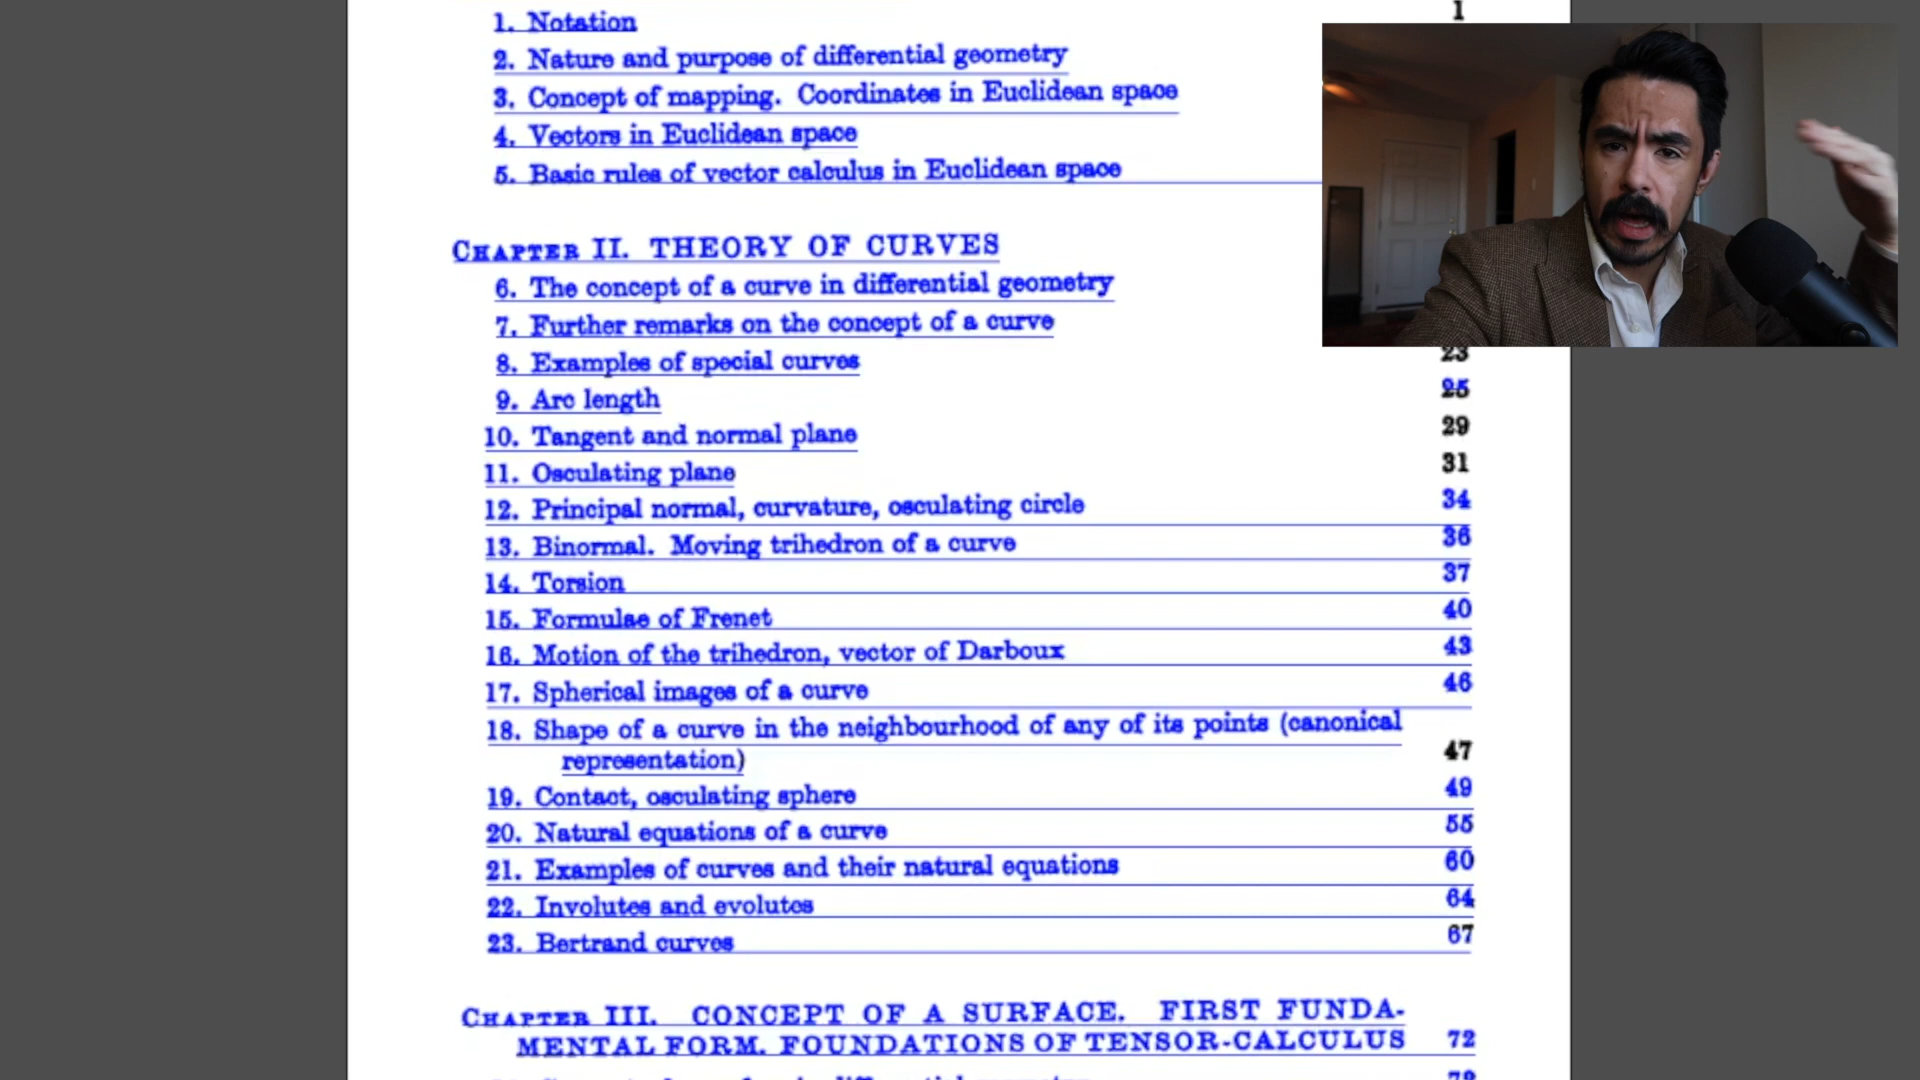 1. Notation 1
2. Nature and purpose of differential geometry
3. Concept of mapping. Coordinates in Euclidean space
4. Vectors in Euclidean space
5. Basic rules of vector calculus in Euclidean space
CHAPTER II. THEORY OF CURVES
6. The concept of a curve in differential geometry
7. Further remarks on the concept of a curve
8. Examples of special curves 23
9. Arc length 25
10. Tangent and normal plane 29
11. Osculating plane 31
12. Principal normal, curvature, osculating circle 34
13. Binormal. Moving trihedron of a curve 36
14. Torsion 37
15. Formulae of Frenet 40
16. Motion of the trihedron, vector of Darboux 43
17. Spherical images of a curve 46
18. Shape of a curve in the neighbourhood of any of its points (canonical
representation) 47
19. Contact, osculating sphere 49
20. Natural equations of a curve 55
21. Examples of curves and their natural equations 60
22. Involutes and evolutes 64
23. Bertrand curves 67
CHAPTER III. CONCEPT OF A SURFACE. FIRST FUNDA-
MENTAL FORM. FOUNDATIONS OF TENSOR-CALCULUS 72